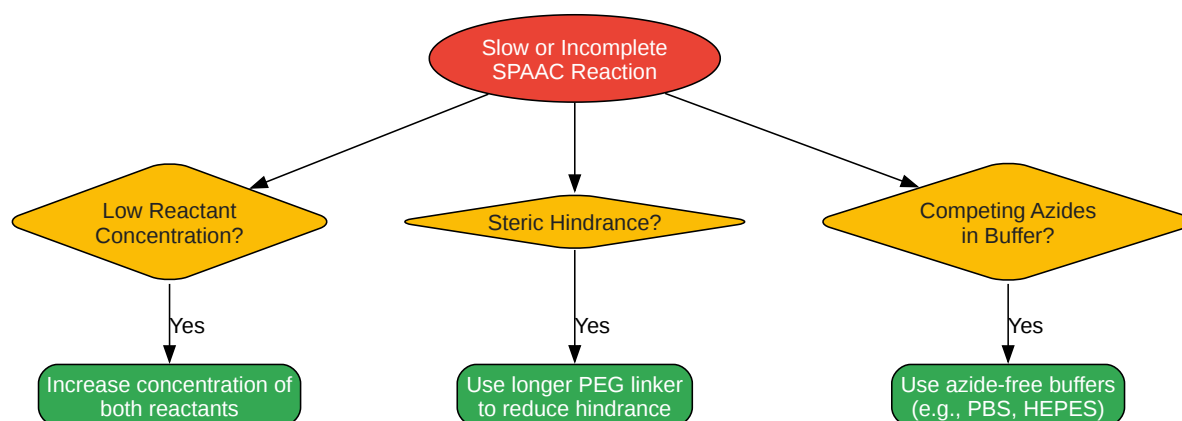 Slow or Incomplete
SPAAC Reaction
Low Reactant
Concentration?
Steric Hindrance?
Competing Azides
in Buffer?
Yes
Yes
Yes
Increase concentration of
both reactants
Use longer PEG linker
to reduce hindrance
Use azide-free buffers
(e.g., PBS, HEPES)